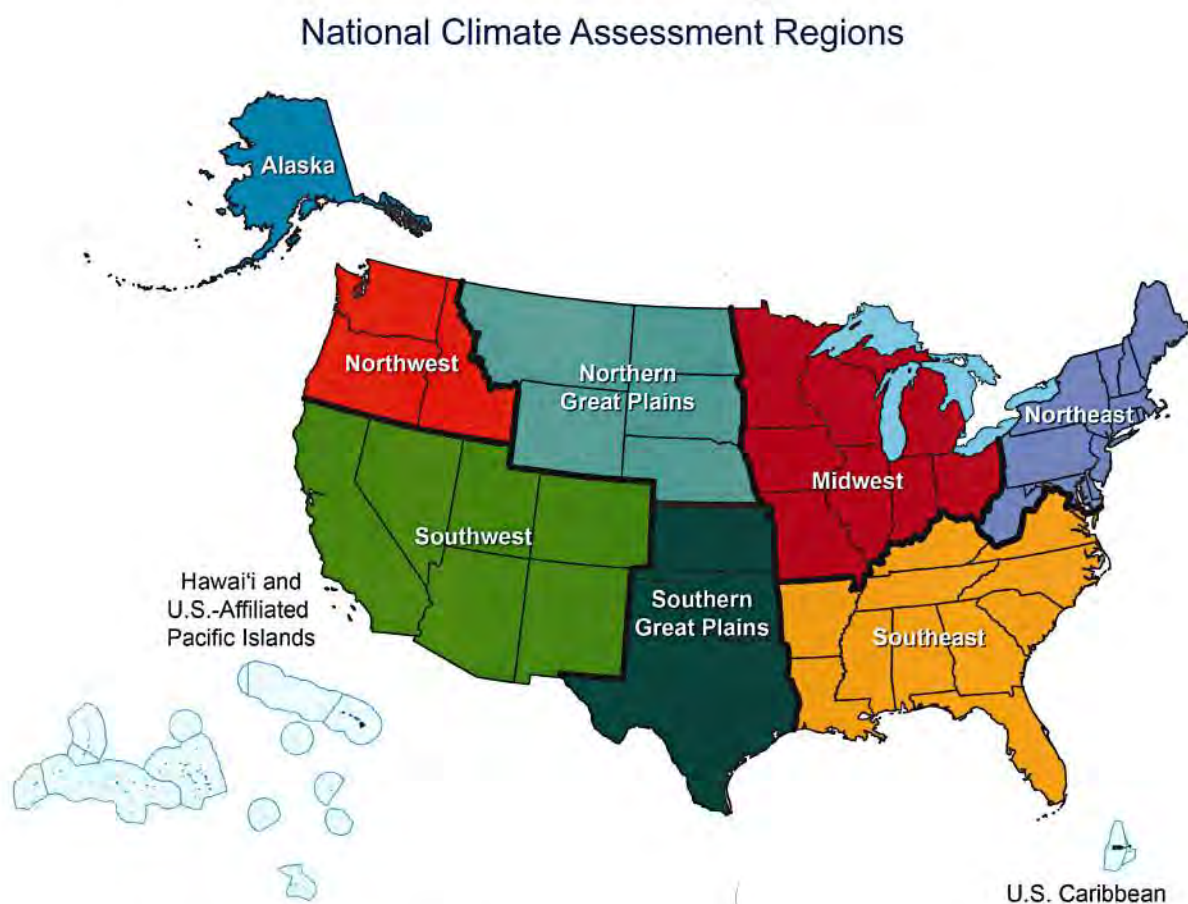 National Climate Assessment Regions
Alaska
Northwest
Northern
Great Plains
Northeast
Midwest
Southwest
Hawai‘i and
U.S.-Affiliated
Pacific Islands
Southern
Great Plains
Southeast
U.S. Caribbean